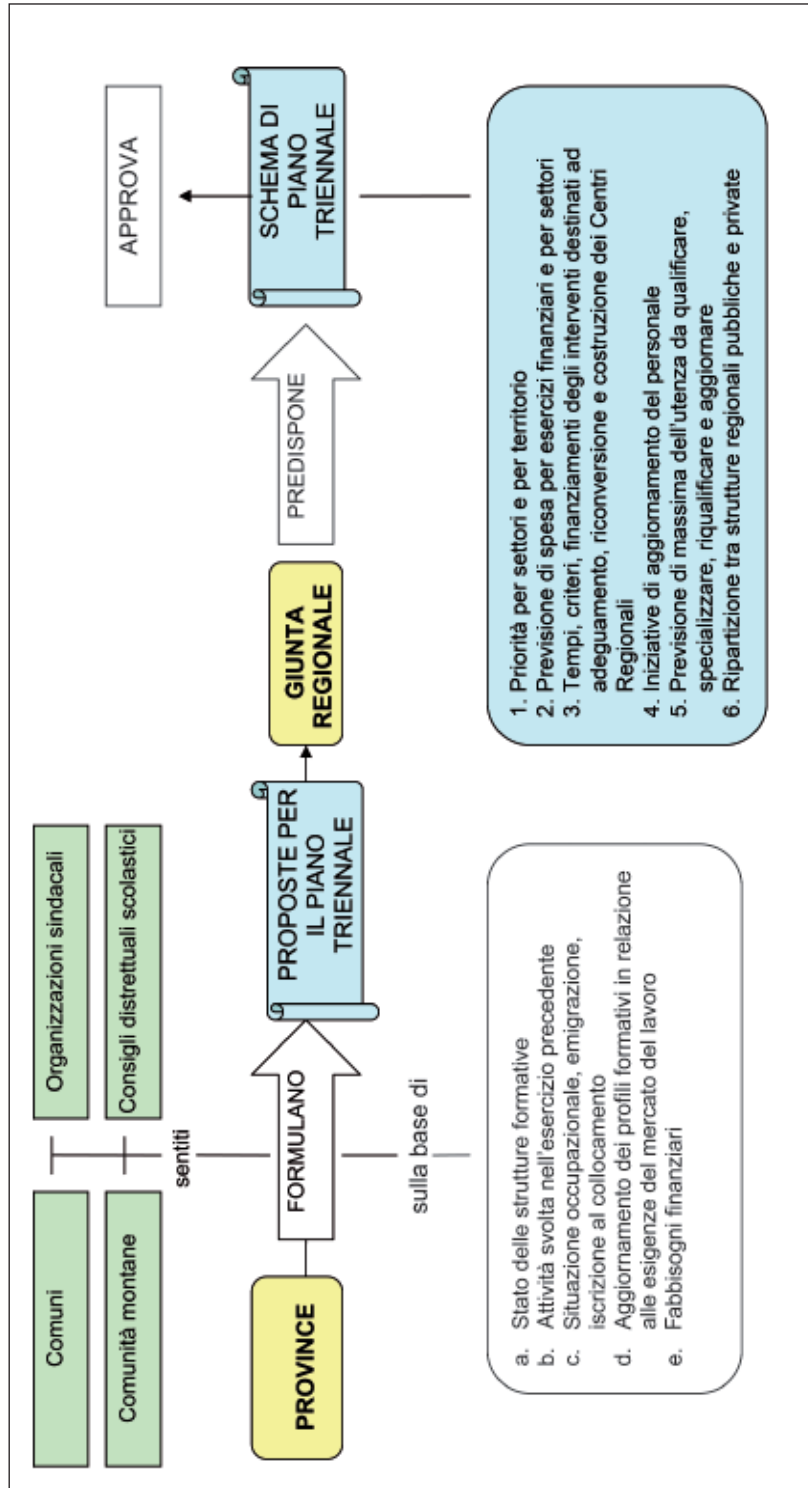 Comuni
Organizzazioni sindacali
Comunità montane
Consigli distrettuali scolastici
sentiti
PROVINCE
FORMULANO
PROPOSTE PER
IL PIANO
TRIENNALE
GIUNTA
REGIONALE
PREDISPONE
SCHEMA DI
PIANO
TRIENNALE
APPROVA
sulla base di
a. Stato delle strutture formative
b. Attività svolta nell'esercizio precedente
c. Situazione occupazionale, emigrazione,
iscrizione al collocamento
d. Aggiornamento dei profili formativi in relazione
alle esigenze del mercato del lavoro
e. Fabbisogni finanziari
1. Priorità per settori e per territorio
2. Previsione di spesa per esercizi finanziari e per settori
3. Tempi, criteri, finanziamenti degli interventi destinati ad
adeguamento, riconversione e costruzione dei Centri
Regionali
4. Iniziative di aggiornamento del personale
5. Previsione di massima dell'utenza da qualificare,
specializzare, riqualificare e aggiornare
6. Ripartizione tra strutture regionali pubbliche e private